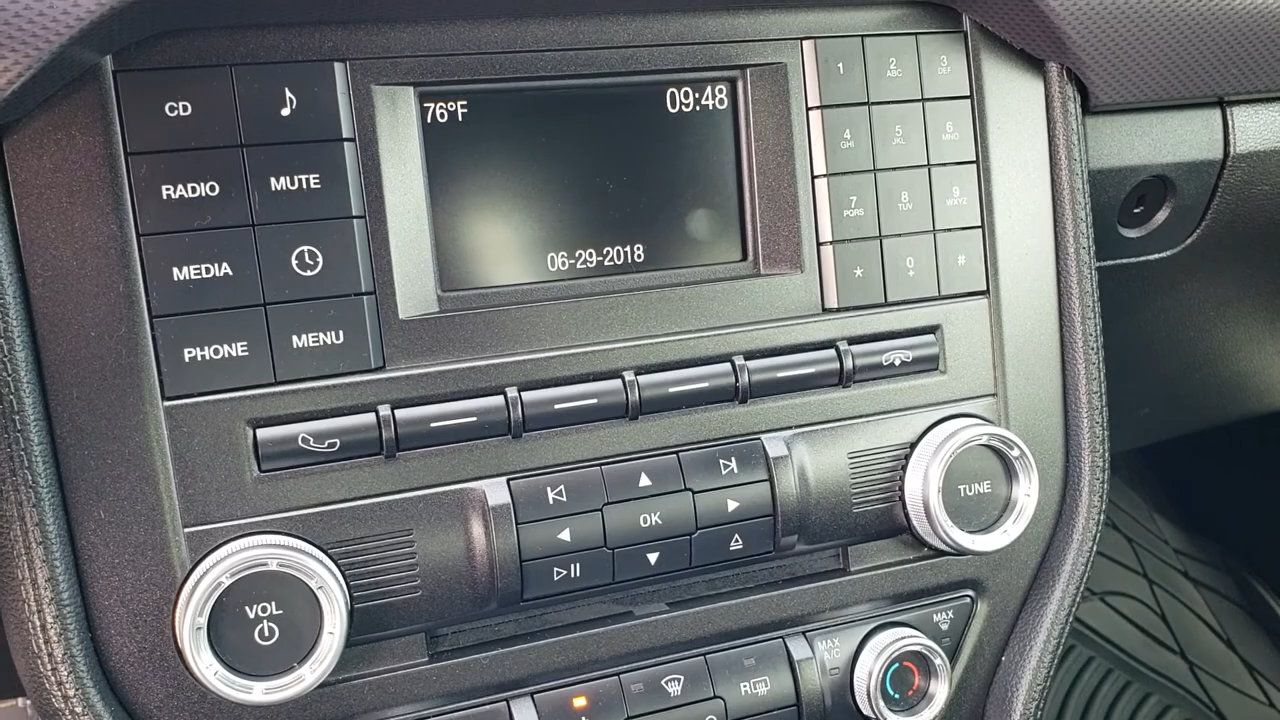 CD
RADIO
MUTE
MEDIA
PHONE
MENU
76°F
09:48
06-29-2018
1
2
ABC
3
DEF
4
GHI
5
JKL
6
MNO
7
PQRS
8
TUV
9
WXYZ
*
0
+
#
OK
VOL
TUNE
MAX
A/C
MAX
R